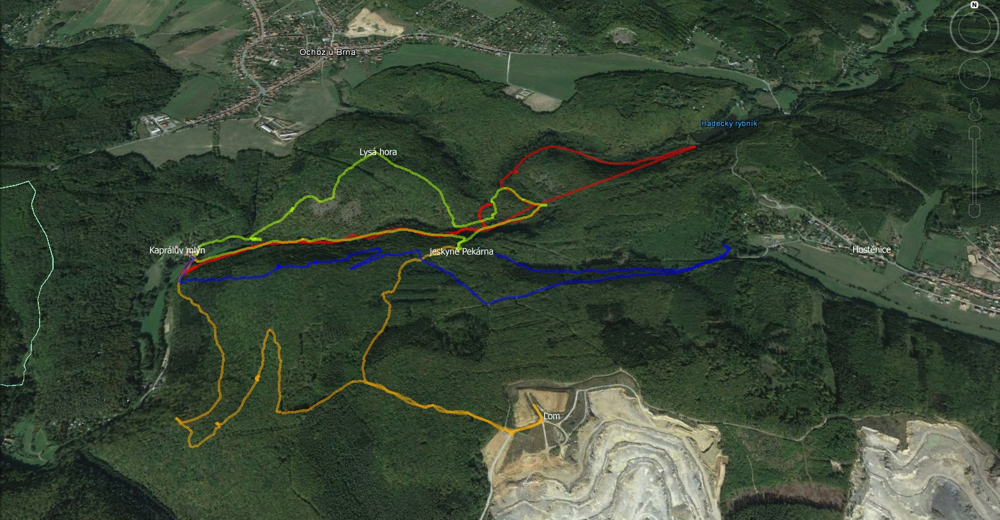 N
Ochoz u Brna
Hádecký rybník
Lysá hora
Kaprálův mlýn
jeskyně Pekárna
Hostěnice
Lom